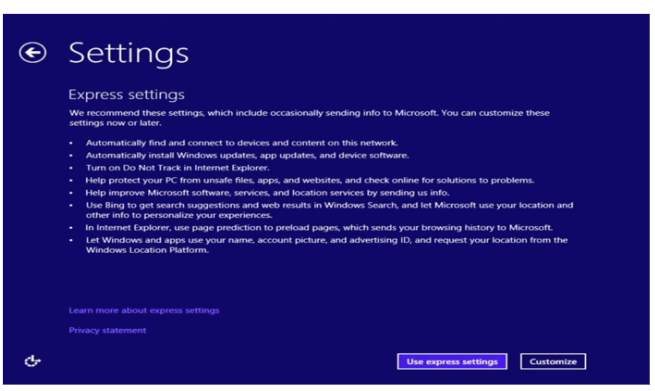 Settings
Express settings
We recommend these settings, which include occasionally sending info to Microsoft. You can customize these
settings now or later.
• Automatically find and connect to devices and content on this network.
• Automatically install Windows updates, app updates, and device software.
• Turn on Do Not Track in Internet Explorer.
• Help protect your PC from unsafe files, apps, and websites, and check online for solutions to problems.
• Help improve Microsoft software, services, and location services by sending us info.
• Use Bing to get search suggestions and web results in Windows Search, and let Microsoft use your location and
other info to personalize your experiences.
• In Internet Explorer, use page prediction to preload pages, which sends your browsing history to Microsoft.
• Let Windows and apps use your name, account picture, and advertising ID, and request your location from the
Windows Location Platform.
Learn more about express settings
Privacy statement
Use express settings Customize